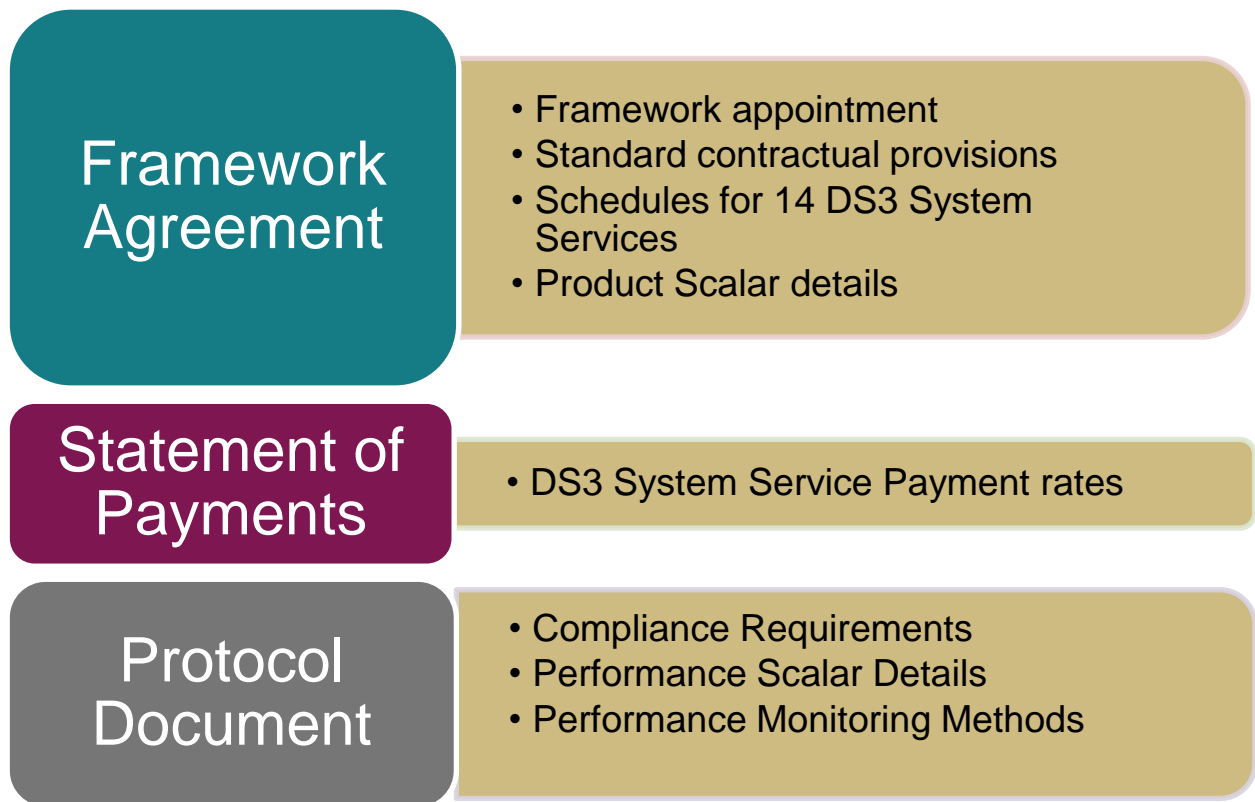 Framework
Agreement
• Framework appointment
• Standard contractual provisions
• Schedules for 14 DS3 System
Services
• Product Scalar details
Statement of
Payments
• DS3 System Service Payment rates
Protocol
Document
• Compliance Requirements
• Performance Scalar Details
• Performance Monitoring Methods